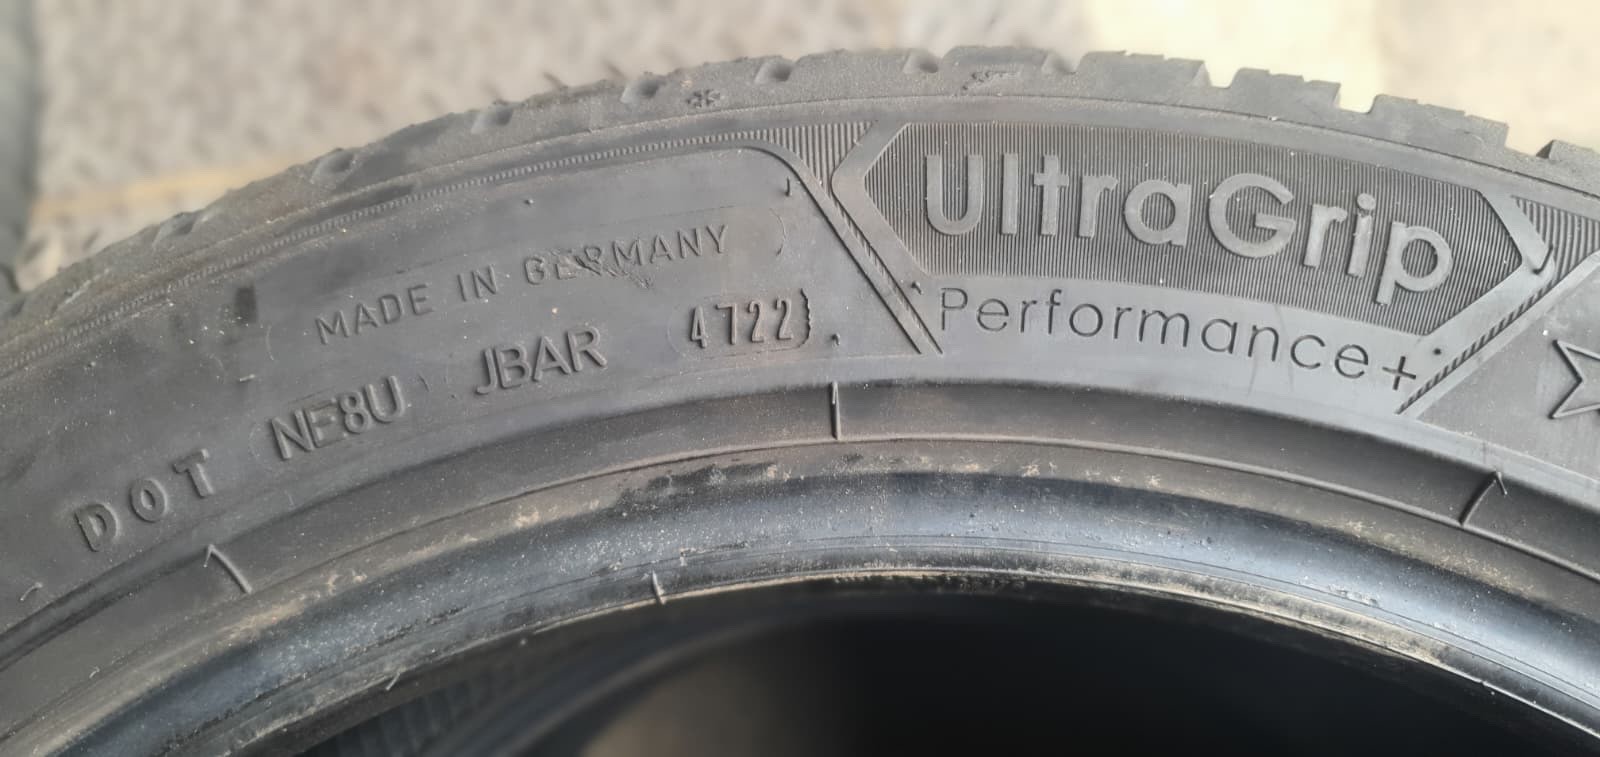 MADE IN GERMANY
DOT NE8U JBAR 4722
UltraGrip
Performance+